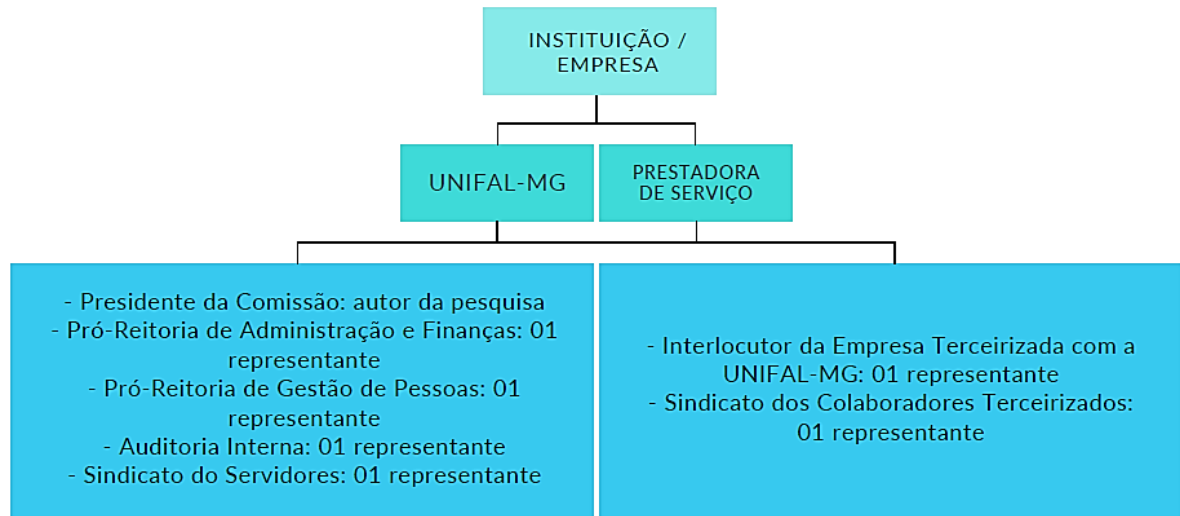 INSTITUIÇÃO /
EMPRESA
UNIFAL-MG
PRESTADORA
DE SERVIÇO
- Presidente da Comissão: autor da pesquisa
- Pró-Reitoria de Administração e Finanças: 01
representante
- Pró-Reitoria de Gestão de Pessoas: 01
representante
- Auditoria Interna: 01 representante
- Sindicato do Servidores: 01 representante
- Interlocutor da Empresa Terceirizada com a
UNIFAL-MG: 01 representante
- Sindicato dos Colaboradores Terceirizados:
01 representante